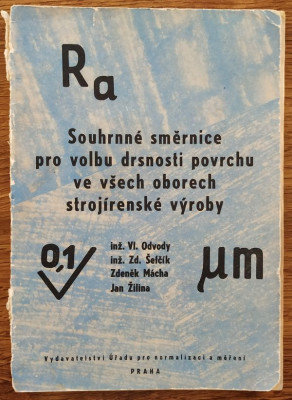 Ra
Souhrnné směrnice
pro volbu drsnosti povrchu
ve všech oborech
strojírenské výroby
0,1
inž. Vl. Odvody
inž. Zd. Šefčík
Zdeněk Mácha
Jan Žilina
µm
Vydavatelství Úřadu pro normalizaci a měření
PRAHA